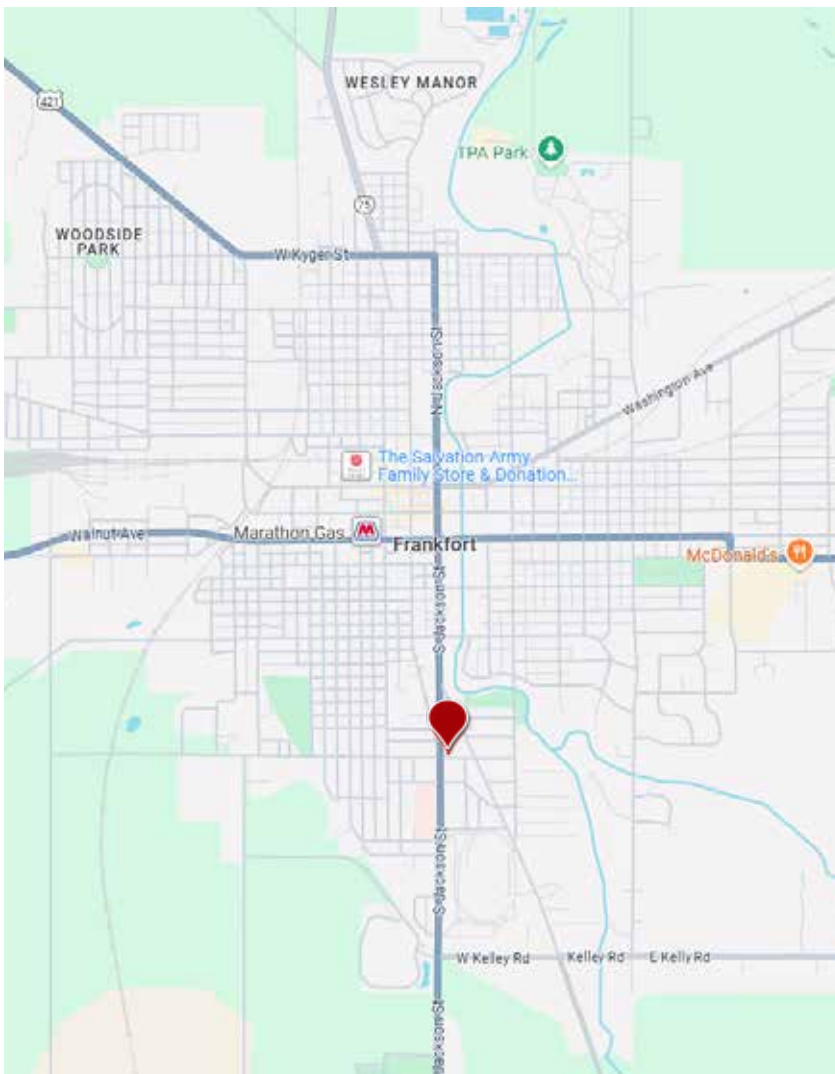 WESLEY MANOR
421
TPA Park
75
WOODSIDE
PARK
W Kyger St
N Jackson St
Washington Ave
The Salvation Army
Family Store & Donation...
Walnut Ave
Marathon Gas
Frankfort
McDonald's
S Jackson St
S Jackson St
W Kelley Rd
Kelley Rd
E Kelly Rd
S Jackson St